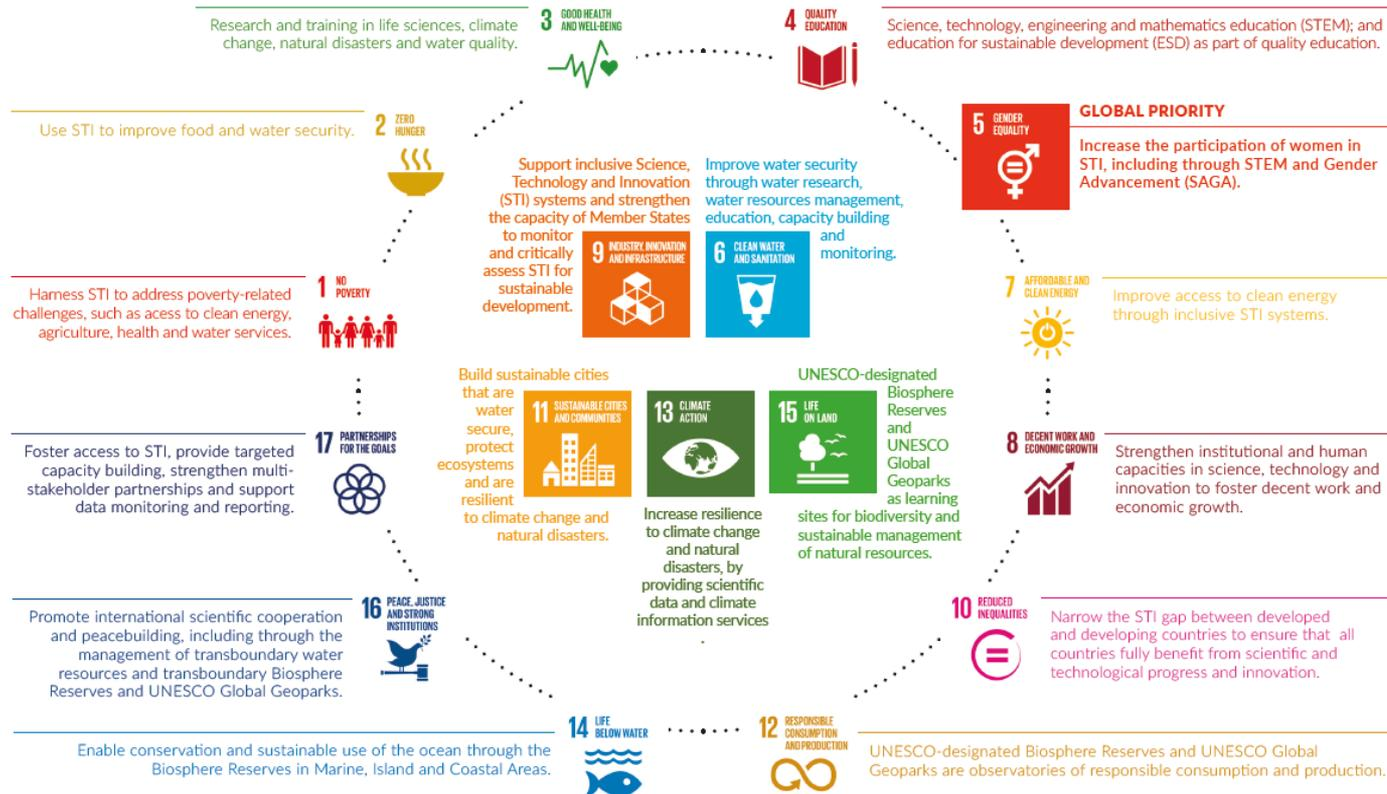 Research and training in life sciences, climate
change, natural disasters and water quality.
3 GOOD HEALTH
AND WELL-BEING
4 QUALITY
EDUCATION
Science, technology, engineering and mathematics education (STEM); and
education for sustainable development (ESD) as part of quality education.
Use STI to improve food and water security.
2 ZERO
HUNGER
5 GENDER
EQUALITY
GLOBAL PRIORITY
Increase the participation of women in
STI, including through STEM and Gender
Advancement (SAGA).
Support inclusive Science,
Technology and Innovation
(STI) systems and strengthen
the capacity of Member States
to monitor
and critically
assess STI for
sustainable
development.
9 INDUSTRY, INNOVATION
AND INFRASTRUCTURE
Improve water security
through water research,
water resources management,
education, capacity building
and
monitoring.
6 CLEAN WATER
AND SANITATION
Harness STI to address poverty-related
challenges, such as acess to clean energy,
agriculture, health and water services.
1 NO
POVERTY
7 AFFORDABLE AND
CLEAN ENERGY
Improve access to clean energy
through inclusive STI systems.
Build sustainable cities
that are
water
secure,
protect
ecosystems
and are
resilient
to climate change and
natural disasters.
11 SUSTAINABLE CITIES
AND COMMUNITIES
13 CLIMATE
ACTION
Increase resilience
to climate change
and natural
disasters, by
providing scientific
data and climate
information services
.
15 LIFE
ON LAND
UNESCO-designated
Biosphere
Reserves
and
UNESCO
Global
Geoparks
as learning
sites for biodiversity and
sustainable management
of natural resources.
Foster access to STI, provide targeted
capacity building, strengthen multi-
stakeholder partnerships and support
data monitoring and reporting.
17 PARTNERSHIPS
FOR THE GOALS
8 DECENT WORK AND
ECONOMIC GROWTH
Strengthen institutional and human
capacities in science, technology and
innovation to foster decent work and
economic growth.
Promote international scientific cooperation
and peacebuilding, including through the
management of transboundary water
resources and transboundary Biosphere
Reserves and UNESCO Global Geoparks.
16 PEACE, JUSTICE
AND STRONG
INSTITUTIONS
10 REDUCED
INEQUALITIES
Narrow the STI gap between developed
and developing countries to ensure that all
countries fully benefit from scientific and
technological progress and innovation.
Enable conservation and sustainable use of the ocean through the
Biosphere Reserves in Marine, Island and Coastal Areas.
14 LIFE
BELOW WATER
12 RESPONSIBLE
CONSUMPTION
AND PRODUCTION
UNESCO-designated Biosphere Reserves and UNESCO Global
Geoparks are observatories of responsible consumption and production.